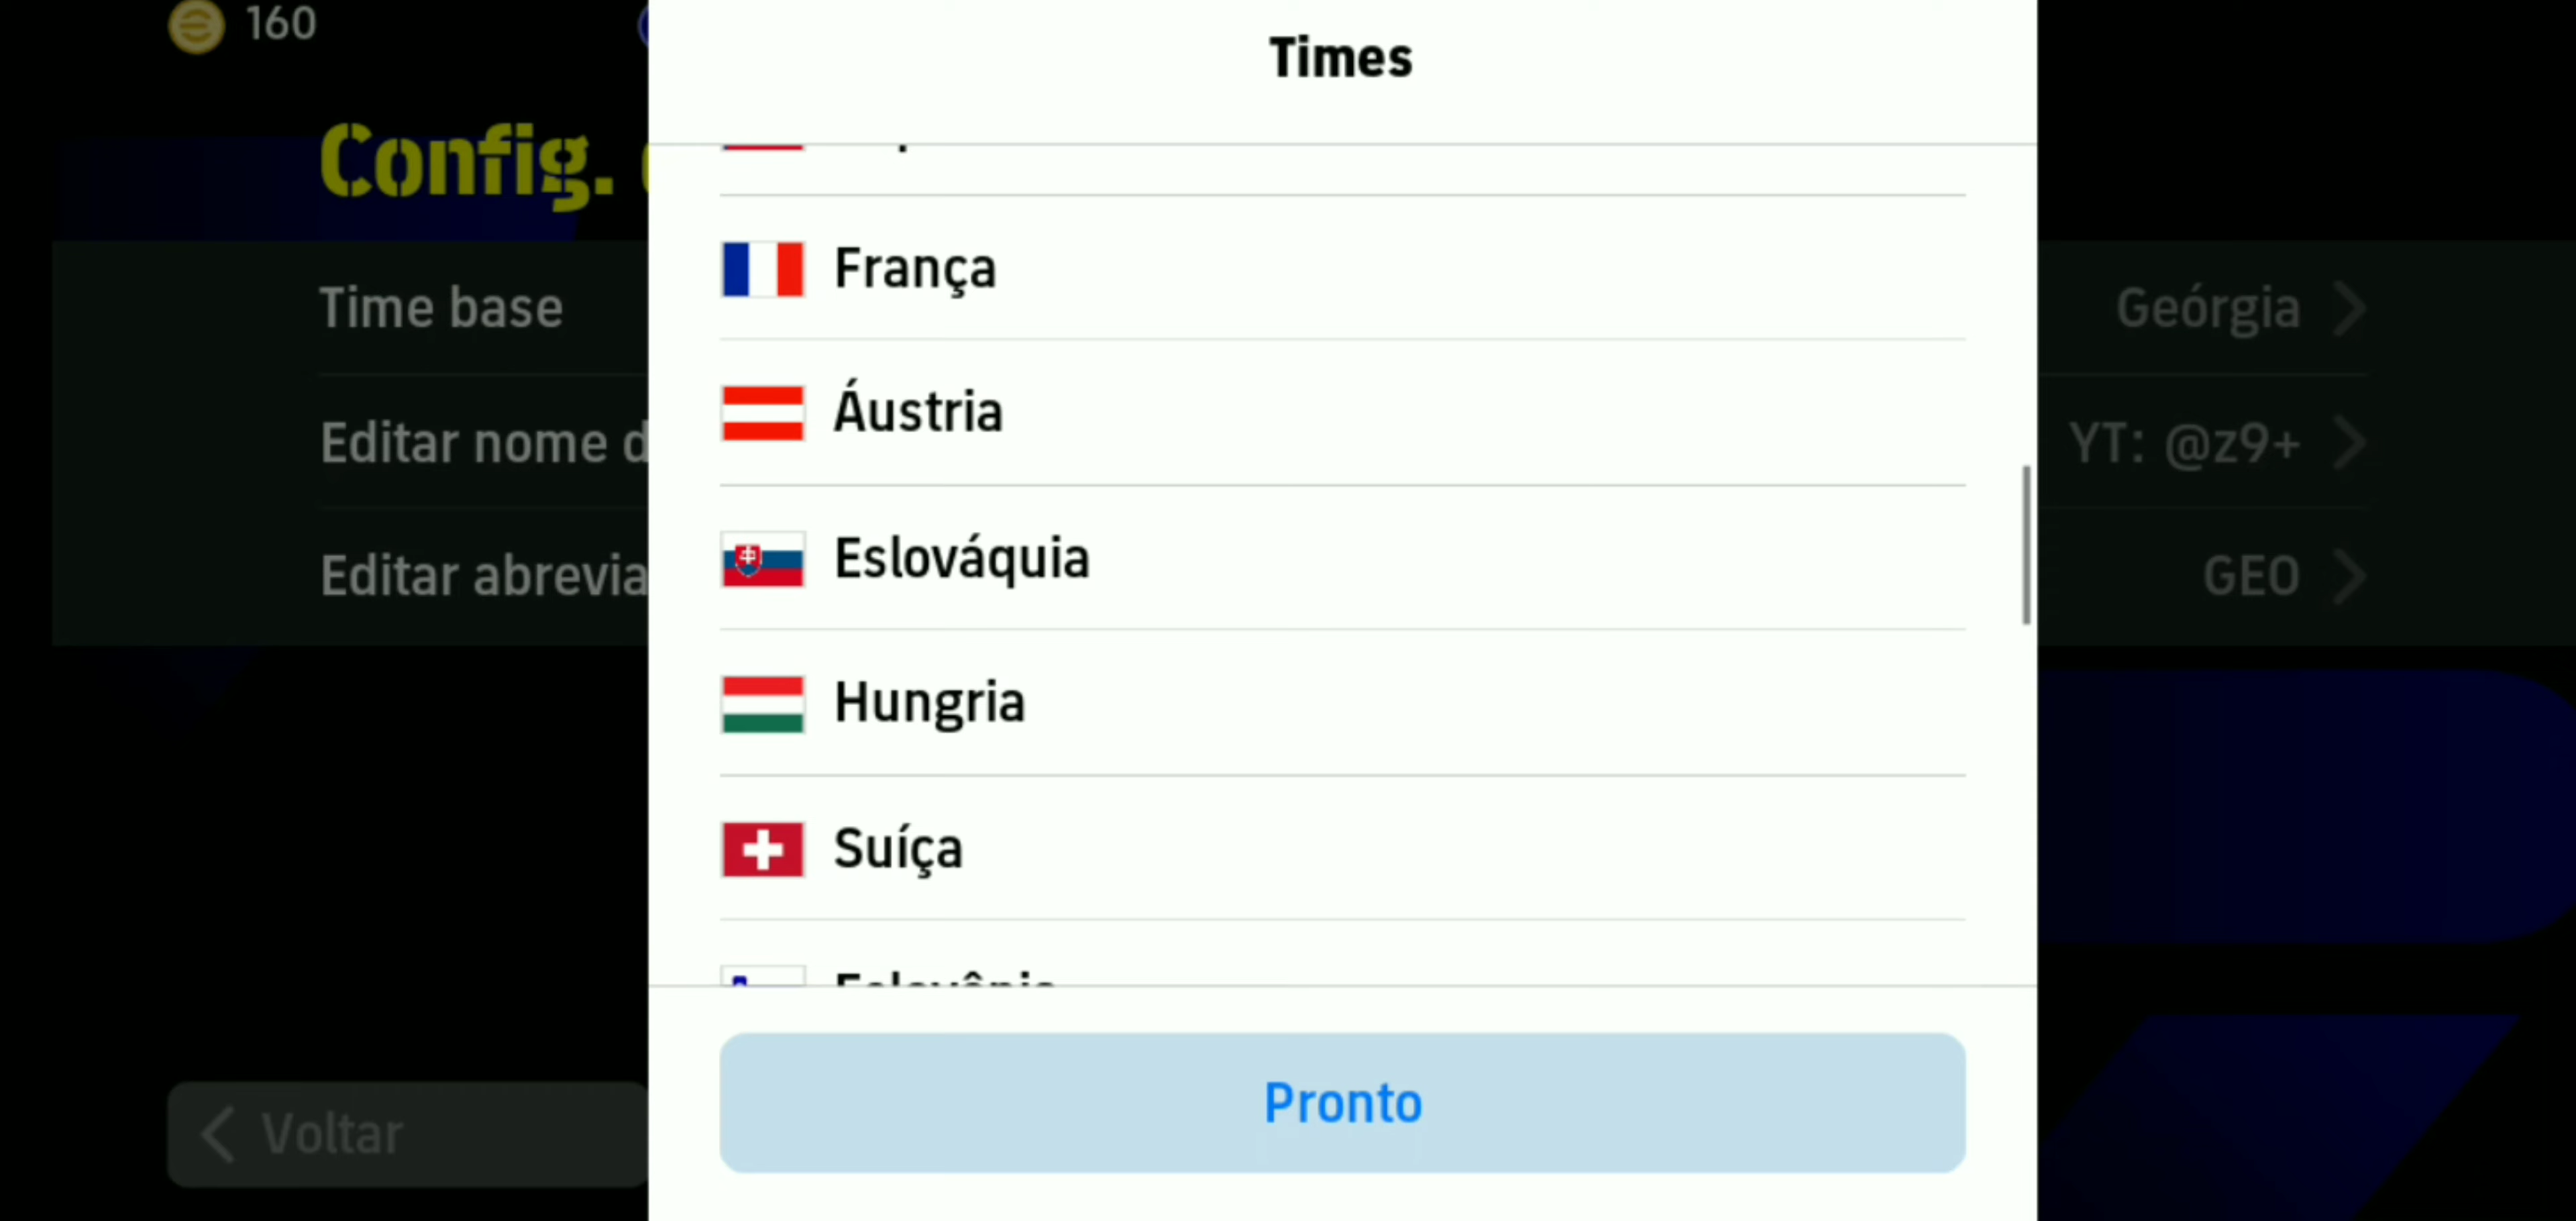 160
Times
Config.
França
Time base
Geórgia
Áustria
Editar nome d
YT: @z9+
Eslováquia
Editar abrevia
GEO
Hungria
Suíça
Eslovênia
Pronto
Voltar